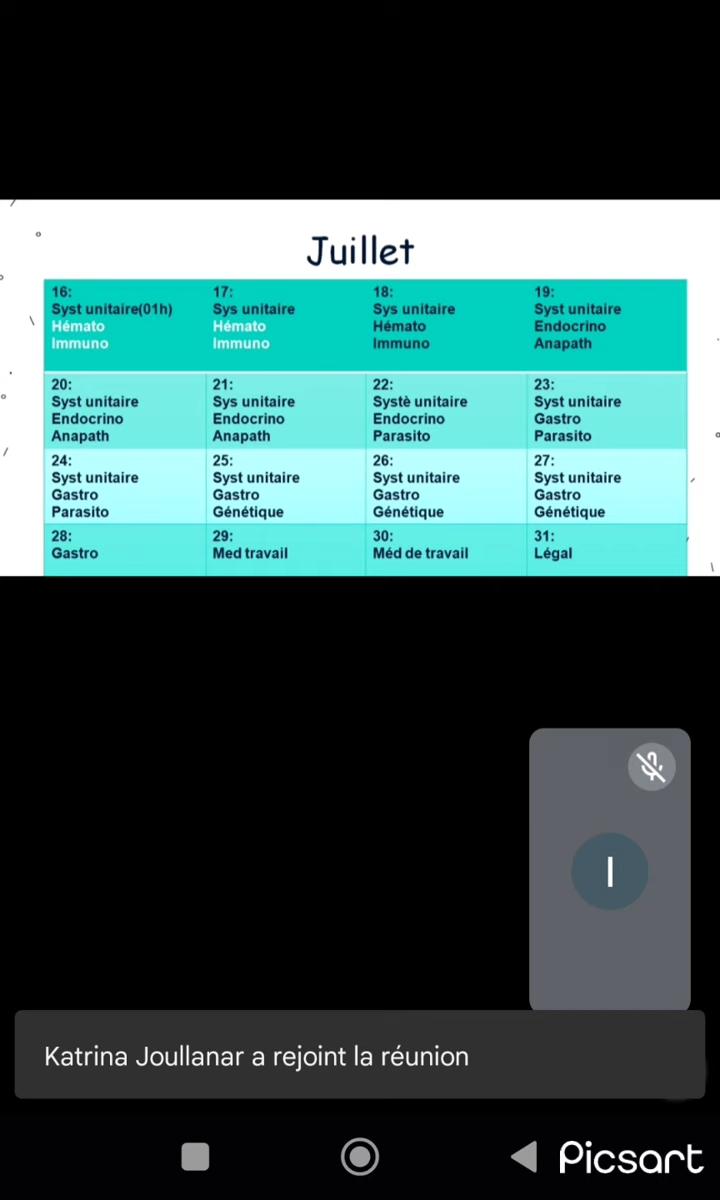 Juillet
16:
Syst unitaire(01h)
Hémato
Immuno
17:
Sys unitaire
Hémato
Immuno
18:
Sys unitaire
Hémato
Immuno
19:
Syst unitaire
Endocrino
Anapath
20:
Syst unitaire
Endocrino
Anapath
21:
Sys unitaire
Endocrino
Anapath
22:
Systè unitaire
Endocrino
Parasito
23:
Syst unitaire
Gastro
Parasito
24:
Syst unitaire
Gastro
Parasito
25:
Syst unitaire
Gastro
Génétique
26:
Syst unitaire
Gastro
Génétique
27:
Syst unitaire
Gastro
Génétique
28:
Gastro
29:
Med travail
30:
Méd de travail
31:
Légal
I
Katrina Joullanar a rejoint la réunion
Picsart